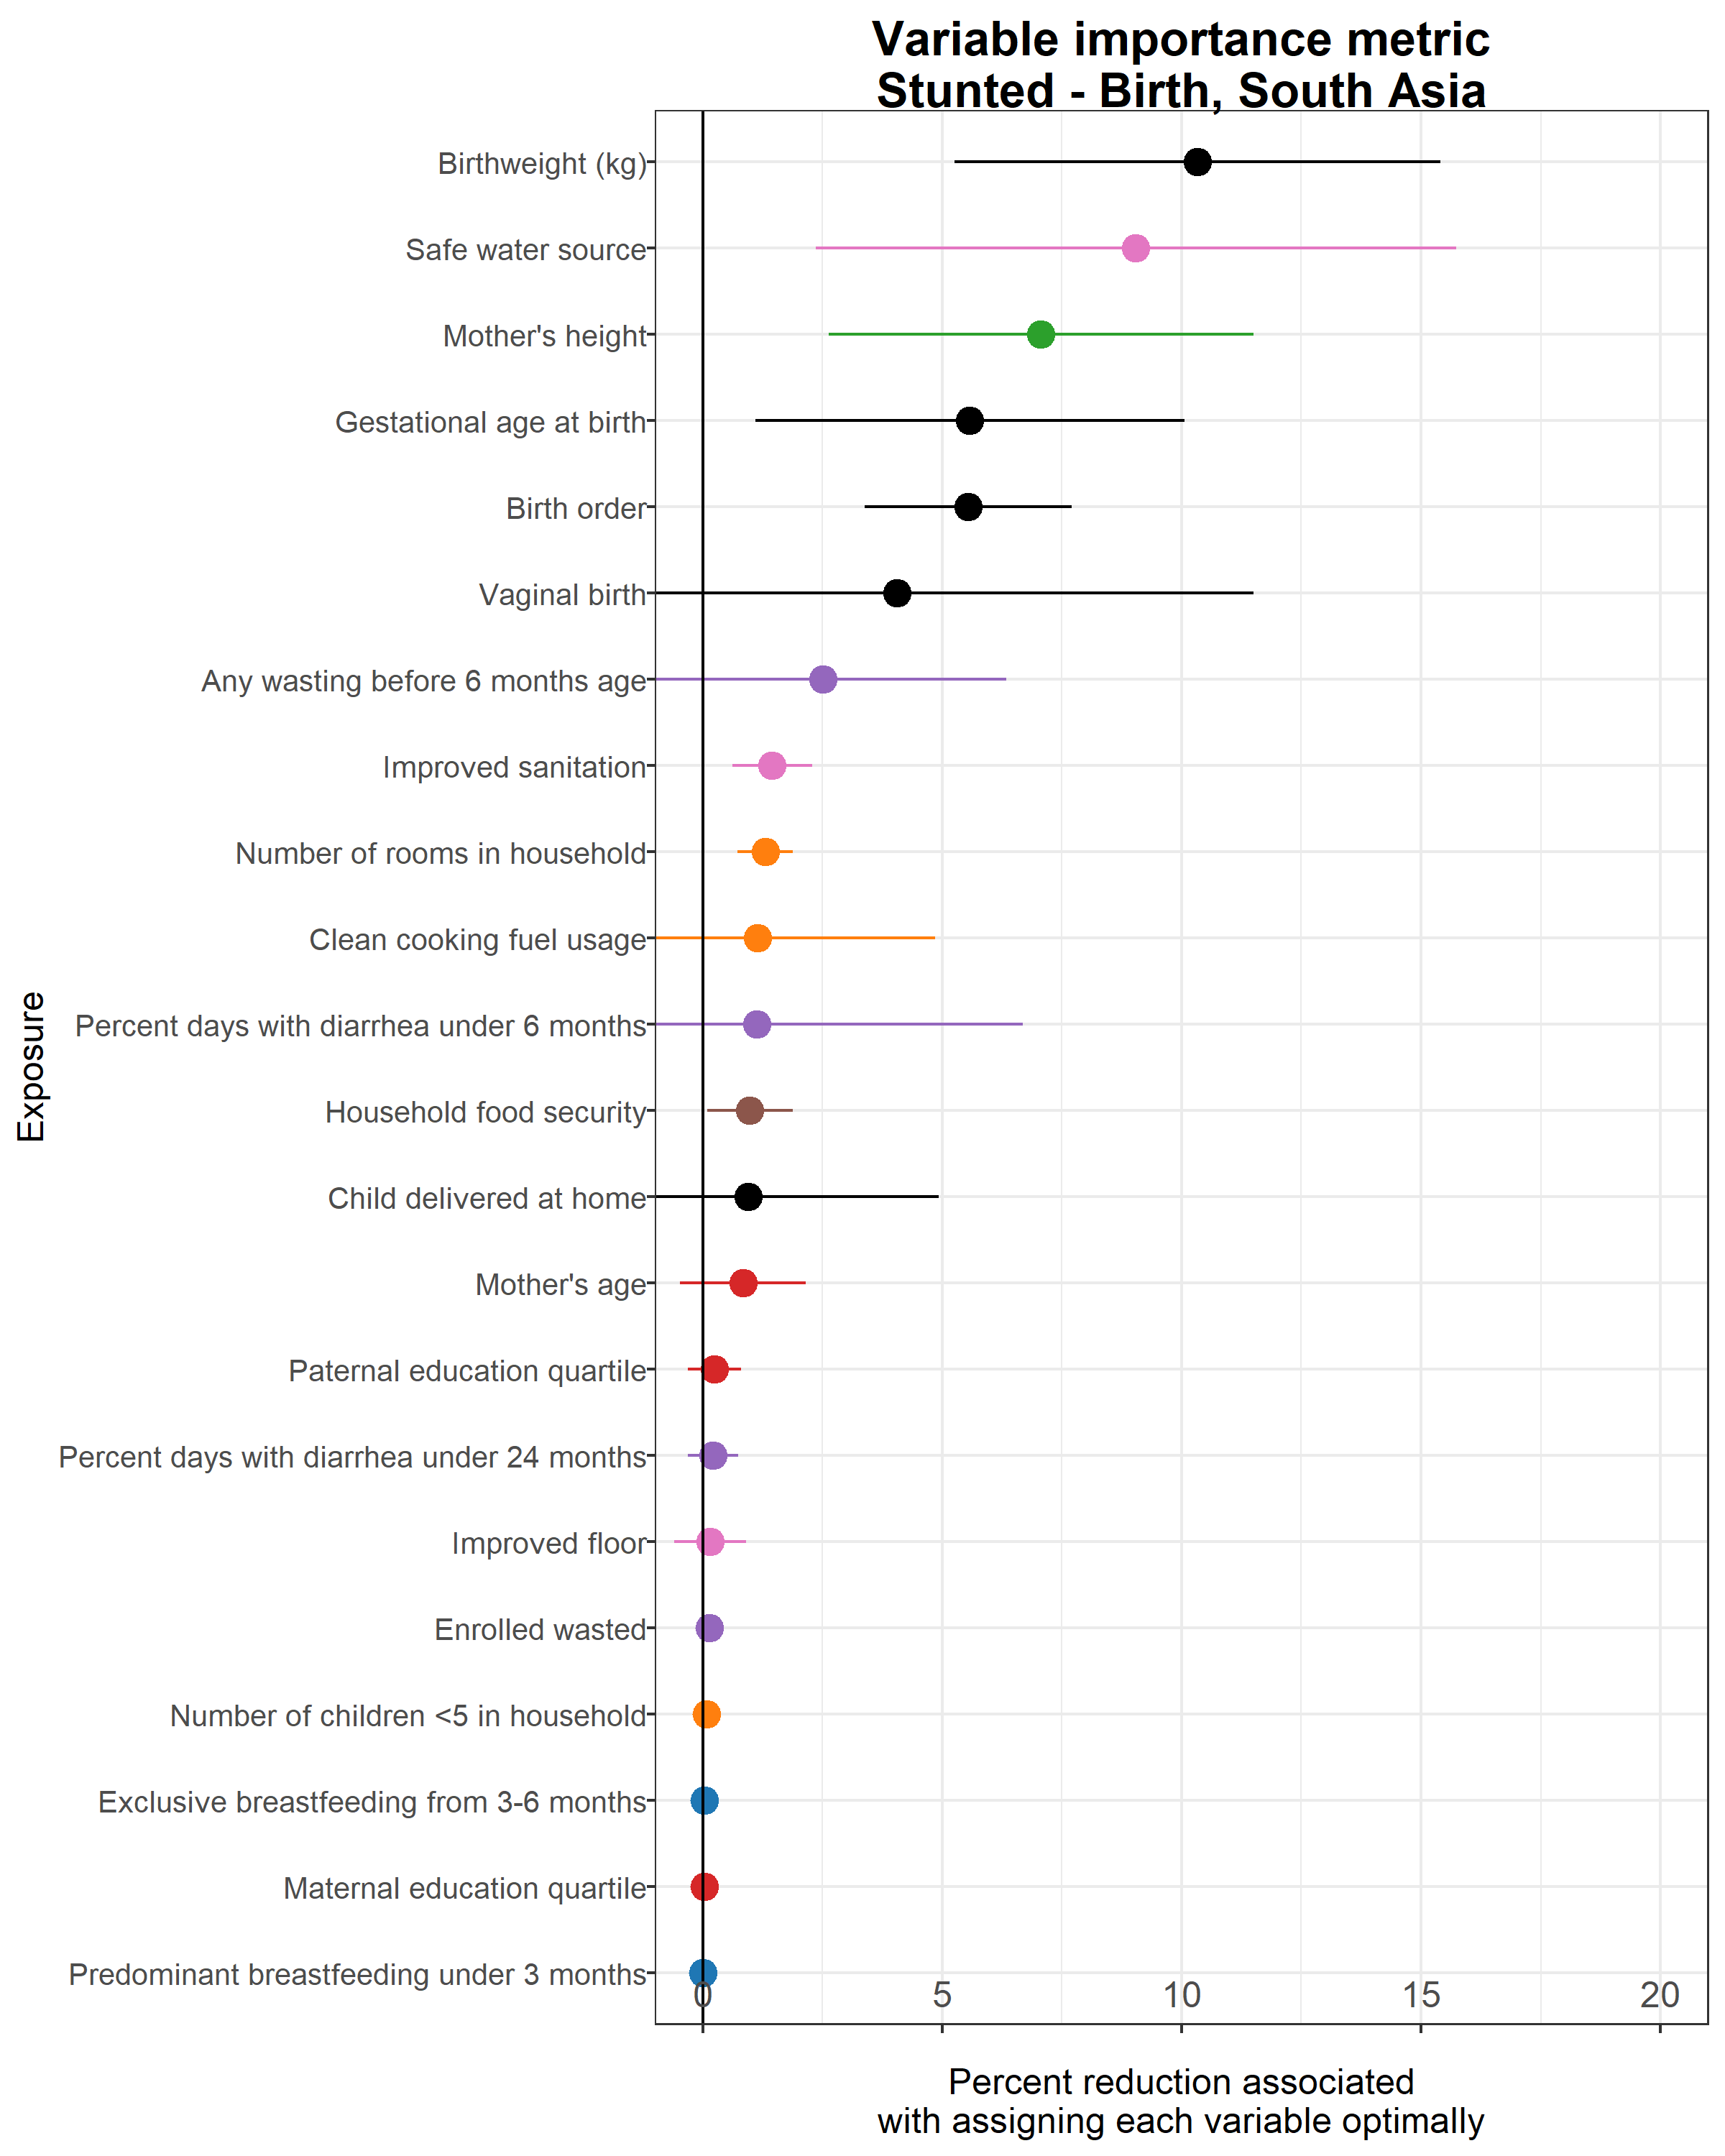 Variable importance metric
Stunted - Birth, South Asia
Birthweight (kg)
Safe water source
Mother's height
Gestational age at birth
Birth order
Vaginal birth
Any wasting before 6 months age
Improved sanitation
Number of rooms in household
Clean cooking fuel usage
Percent days with diarrhea under 6 months
Household food security
Child delivered at home
Mother's age
Paternal education quartile
Percent days with diarrhea under 24 months
Improved floor
Enrolled wasted
Number of children <5 in household
Exclusive breastfeeding from 3-6 months
Maternal education quartile
Predominant breastfeeding under 3 months
Exposure
0 5 10 15 20
Percent reduction associated
with assigning each variable optimally